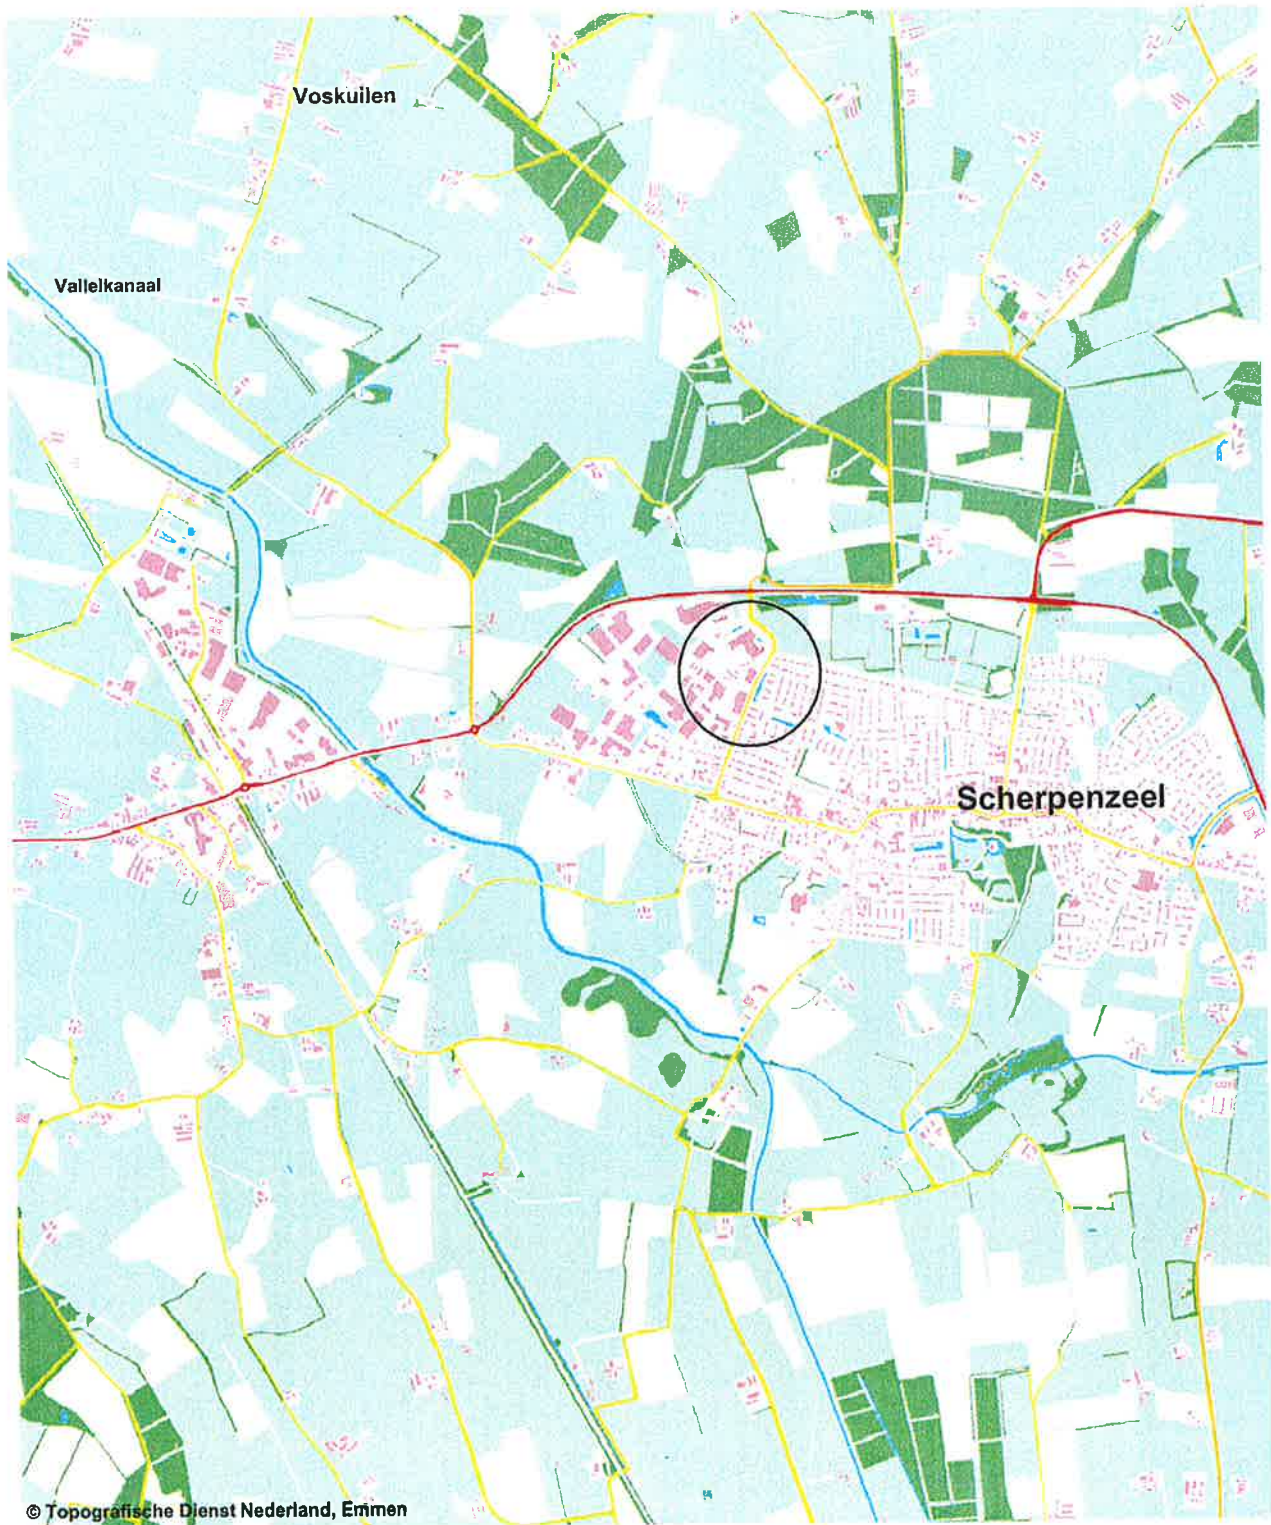 Voskuilen
Vallelkanaal
Scherpenzeel
© Topografische Dienst Nederland, Emmen